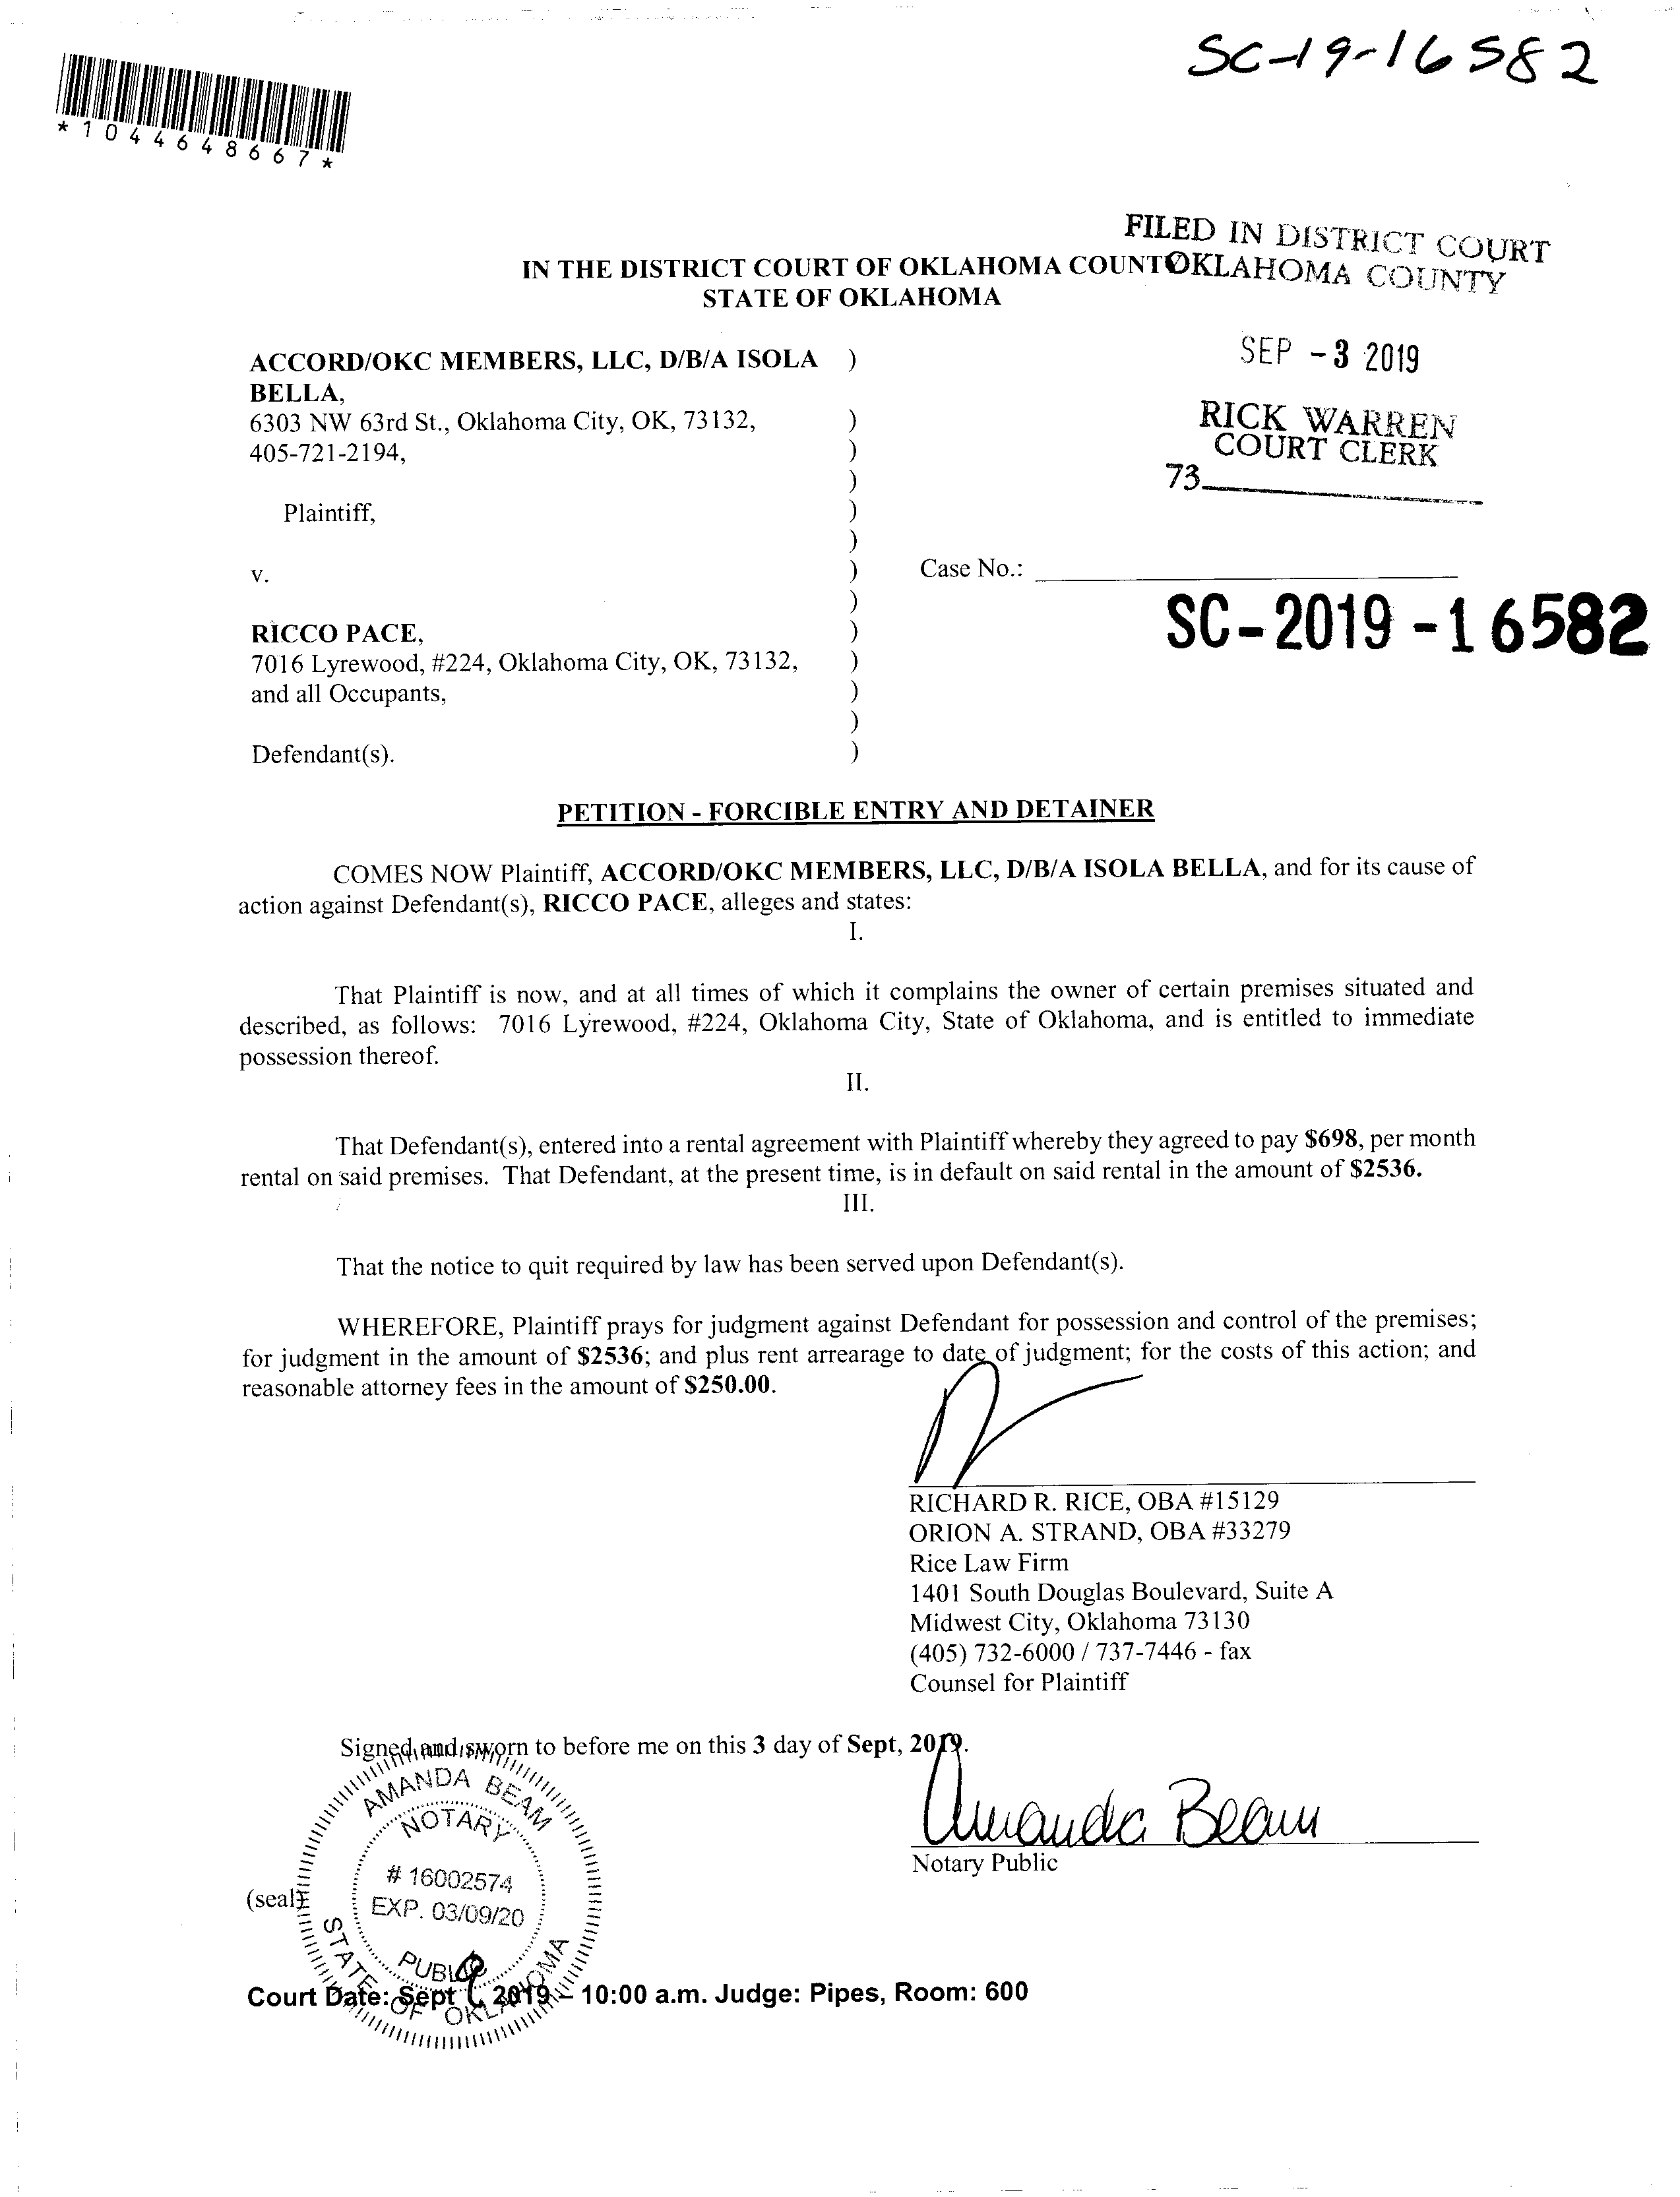 SC-19-16582
*1044648667*
FILED IN DISTRICT COURT
OKLAHOMA COUNTY
IN THE DISTRICT COURT OF OKLAHOMA COUNT
STATE OF OKLAHOMA
SEP -3 2019
RICK WARREN
COURT CLERK
73
ACCORD/OKC MEMBERS, LLC, D/B/A ISOLA )
BELLA,
6303 NW 63rd St., Oklahoma City, OK, 73132, )
405-721-2194, )
)
Plaintiff, )
)
v. )
Case No.:
SC-2019-16582
)
RICCO PACE, )
7016 Lyrewood, #224, Oklahoma City, OK, 73132, )
and all Occupants, )
)
Defendant(s). )
PETITION - FORCIBLE ENTRY AND DETAINER
COMES NOW Plaintiff, ACCORD/OKC MEMBERS, LLC, D/B/A ISOLA BELLA, and for its cause of
action against Defendant(s), RICCO PACE, alleges and states:
I.
That Plaintiff is now, and at all times of which it complains the owner of certain premises situated and
described, as follows: 7016 Lyrewood, #224, Oklahoma City, State of Oklahoma, and is entitled to immediate
possession thereof.
II.
That Defendant(s), entered into a rental agreement with Plaintiff whereby they agreed to pay $698, per month
rental on said premises. That Defendant, at the present time, is in default on said rental in the amount of $2536.
III.
That the notice to quit required by law has been served upon Defendant(s).
WHEREFORE, Plaintiff prays for judgment against Defendant for possession and control of the premises;
for judgment in the amount of $2536; and plus rent arrearage to date of judgment; for the costs of this action; and
reasonable attorney fees in the amount of $250.00.
RICHARD R. RICE, OBA #15129
ORION A. STRAND, OBA #33279
Rice Law Firm
1401 South Douglas Boulevard, Suite A
Midwest City, Oklahoma 73130
(405) 732-6000 / 737-7446 - fax
Counsel for Plaintiff
Signed and sworn to before me on this 3 day of Sept, 2019.
Amanda Beam
Notary Public
(seal)
AMANDA BEAM
NOTARY
# 16002574
EXP. 03/09/20
PUBLIC
STATE OF OKLAHOMA
Court Date: Sept 2019 – 10:00 a.m. Judge: Pipes, Room: 600